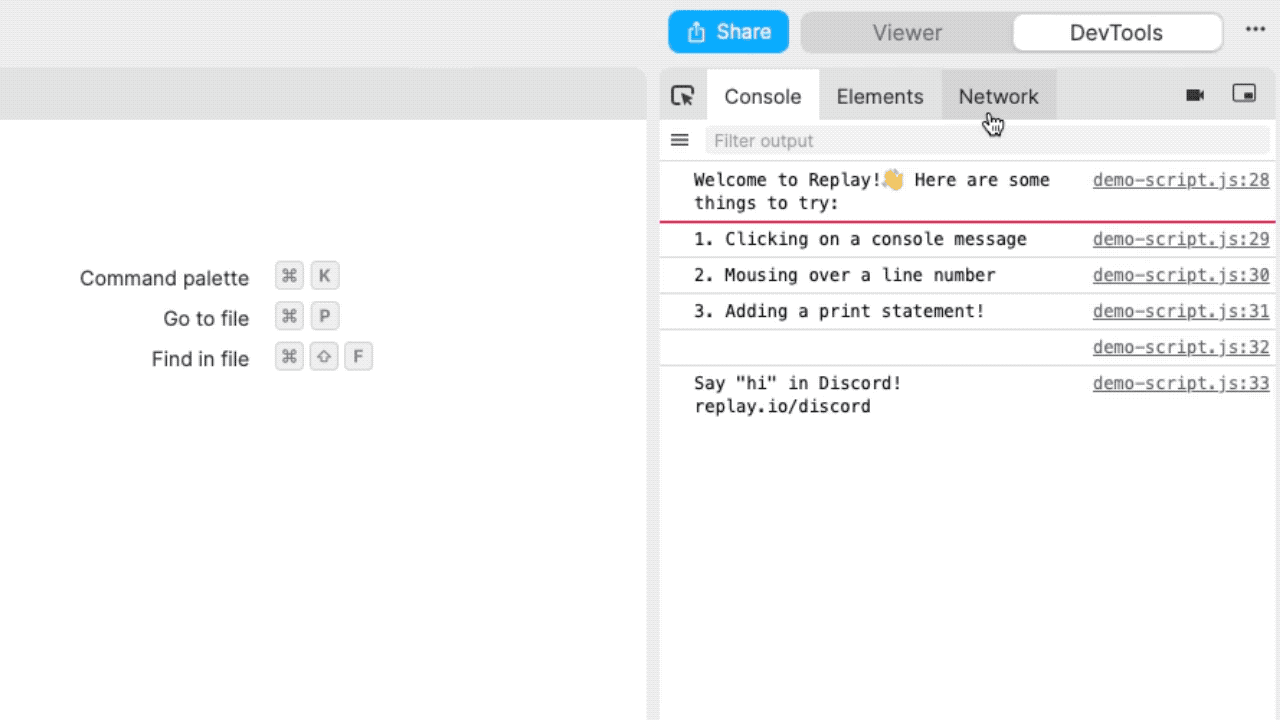 Share
Viewer
DevTools
Console
Elements
Network
Filter output
Welcome to Replay!👋 Here are some
things to try:
demo-script.js:28
1. Clicking on a console message
demo-script.js:29
2. Mousing over a line number
demo-script.js:30
3. Adding a print statement!
demo-script.js:31
demo-script.js:32
Say "hi" in Discord!
replay.io/discord
demo-script.js:33
Command palette ⌘ K
Go to file ⌘ P
Find in file ⌘ ⇧ F